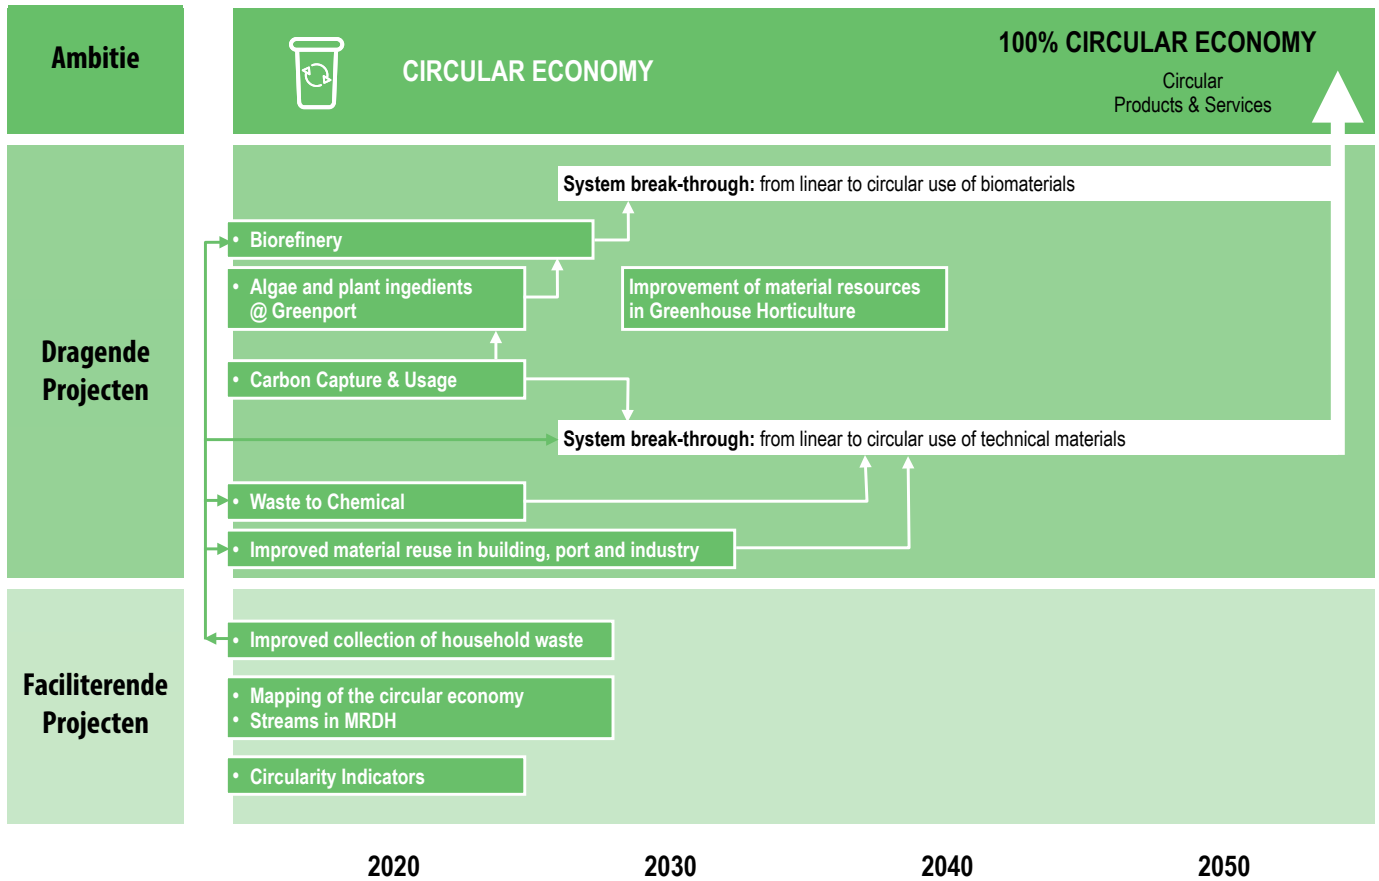 Ambitie
CIRCULAR ECONOMY
100% CIRCULAR ECONOMY
Circular
Products & Services
Dragende
Projecten
System break-through: from linear to circular use of biomaterials
• Biorefinery
• Algae and plant ingedients
@ Greenport
Improvement of material resources
in Greenhouse Horticulture
• Carbon Capture & Usage
System break-through: from linear to circular use of technical materials
• Waste to Chemical
• Improved material reuse in building, port and industry
Faciliterende
Projecten
• Improved collection of household waste
• Mapping of the circular economy
• Streams in MRDH
• Circularity Indicators
2020 2030 2040 2050